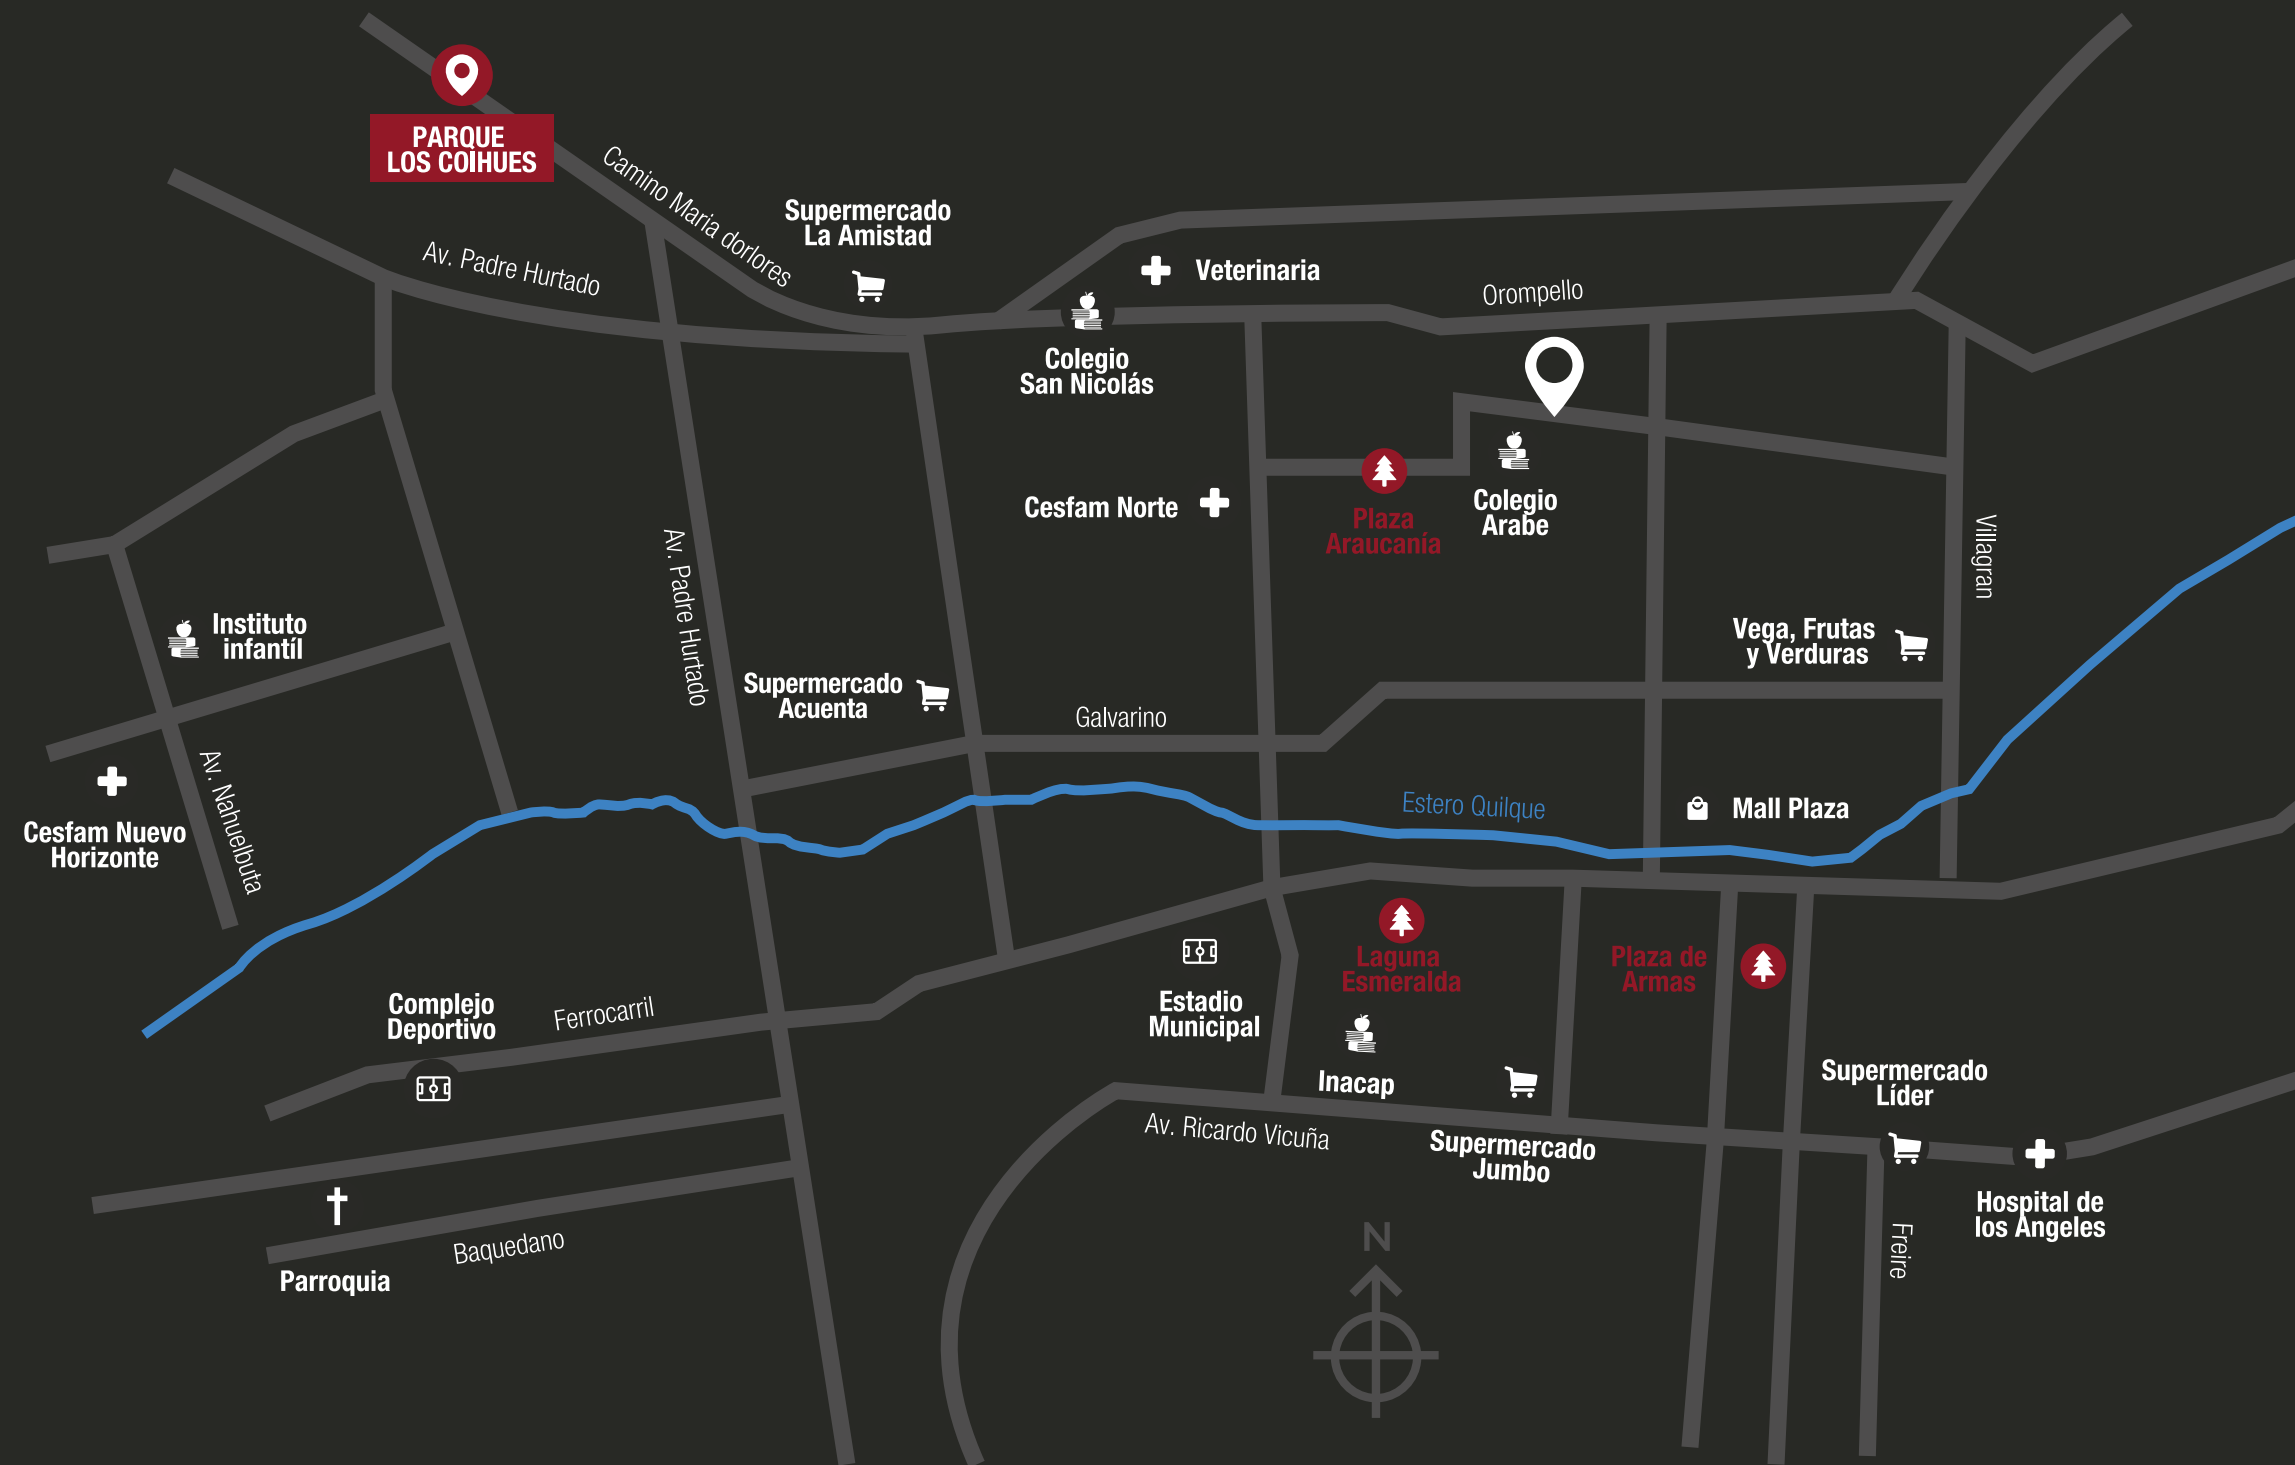 PARQUE
LOS COIHUES
Camino Maria dorlores
Supermercado
La Amistad
Av. Padre Hurtado
Veterinaria
Orompello
Colegio
San Nicolás
Cesfam Norte
Plaza
Araucanía
Colegio
Arabe
Villagran
Av. Padre Hurtado
Instituto
infantíl
Vega, Frutas
y Verduras
Supermercado
Acuenta
Galvarino
Av. Nahuelbuta
Estero Quilque
Mall Plaza
Cesfam Nuevo
Horizonte
Laguna
Esmeralda
Plaza de
Armas
Complejo
Deportivo
Ferrocarril
Estadio
Municipal
Inacap
Supermercado
Líder
Av. Ricardo Vicuña
Supermercado
Jumbo
Hospital de
los Angeles
Freire
Baquedano
Parroquia
N